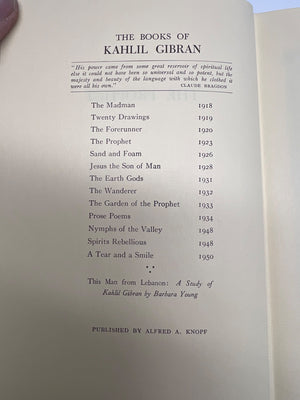 THE BOOKS OF
KAHLIL GIBRAN
"His power came from some great reservoir of spiritual life
else it could not have been so universal and so potent, but the
majesty and beauty of the language with which he clothed it
were all his own."
CLAUDE BRAGDON
The Madman 1918
Twenty Drawings 1919
The Forerunner 1920
The Prophet 1923
Sand and Foam 1926
Jesus the Son of Man 1928
The Earth Gods 1931
The Wanderer 1932
The Garden of the Prophet 1933
Prose Poems 1934
Nymphs of the Valley 1948
Spirits Rebellious 1948
A Tear and a Smile 1950
This Man from Lebanon: A Study of
Kahlil Gibran by Barbara Young
PUBLISHED BY ALFRED A. KNOPF